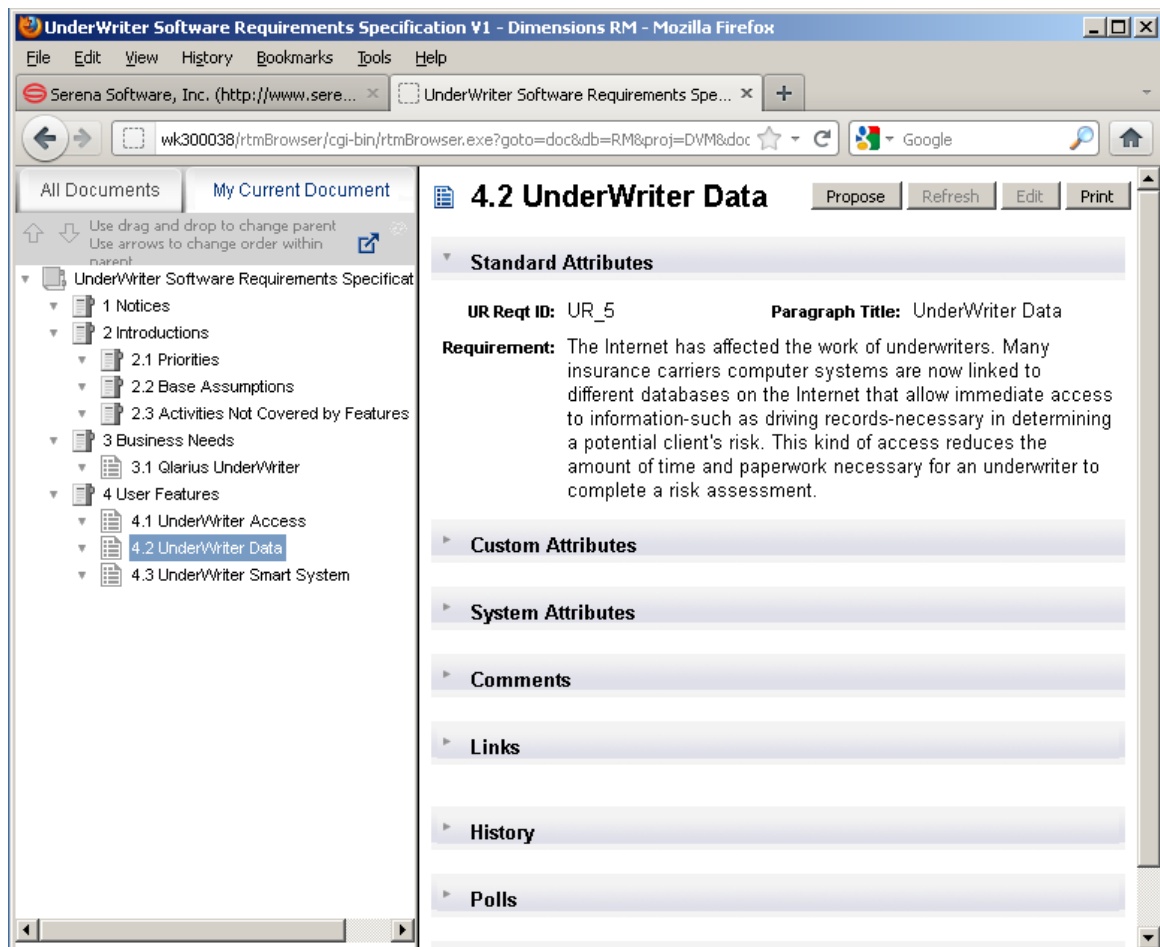 UnderWriter Software Requirements Specification V1 - Dimensions RM - Mozilla Firefox
File Edit View History Bookmarks Tools Help
Serena Software, Inc. (http://www.sere... UnderWriter Software Requirements Spe...
wk300038/rtmBrowser/cgi-bin/rtmBrowser.exe?goto=doc&db=RM&proj=DVM&doc Google
All Documents My Current Document
Use drag and drop to change parent
Use arrows to change order within
parent
UnderWriter Software Requirements Specificat
1 Notices
2 Introductions
2.1 Priorities
2.2 Base Assumptions
2.3 Activities Not Covered by Features
3 Business Needs
3.1 Qlarius UnderWriter
4 User Features
4.1 UnderWriter Access
4.2 UnderWriter Data
4.3 UnderWriter Smart System
4.2 UnderWriter Data Propose Refresh Edit Print
Standard Attributes
UR Reqt ID: UR_5 Paragraph Title: UnderWriter Data
Requirement: The Internet has affected the work of underwriters. Many
insurance carriers computer systems are now linked to
different databases on the Internet that allow immediate access
to information-such as driving records-necessary in determining
a potential client's risk. This kind of access reduces the
amount of time and paperwork necessary for an underwriter to
complete a risk assessment.
Custom Attributes
System Attributes
Comments
Links
History
Polls